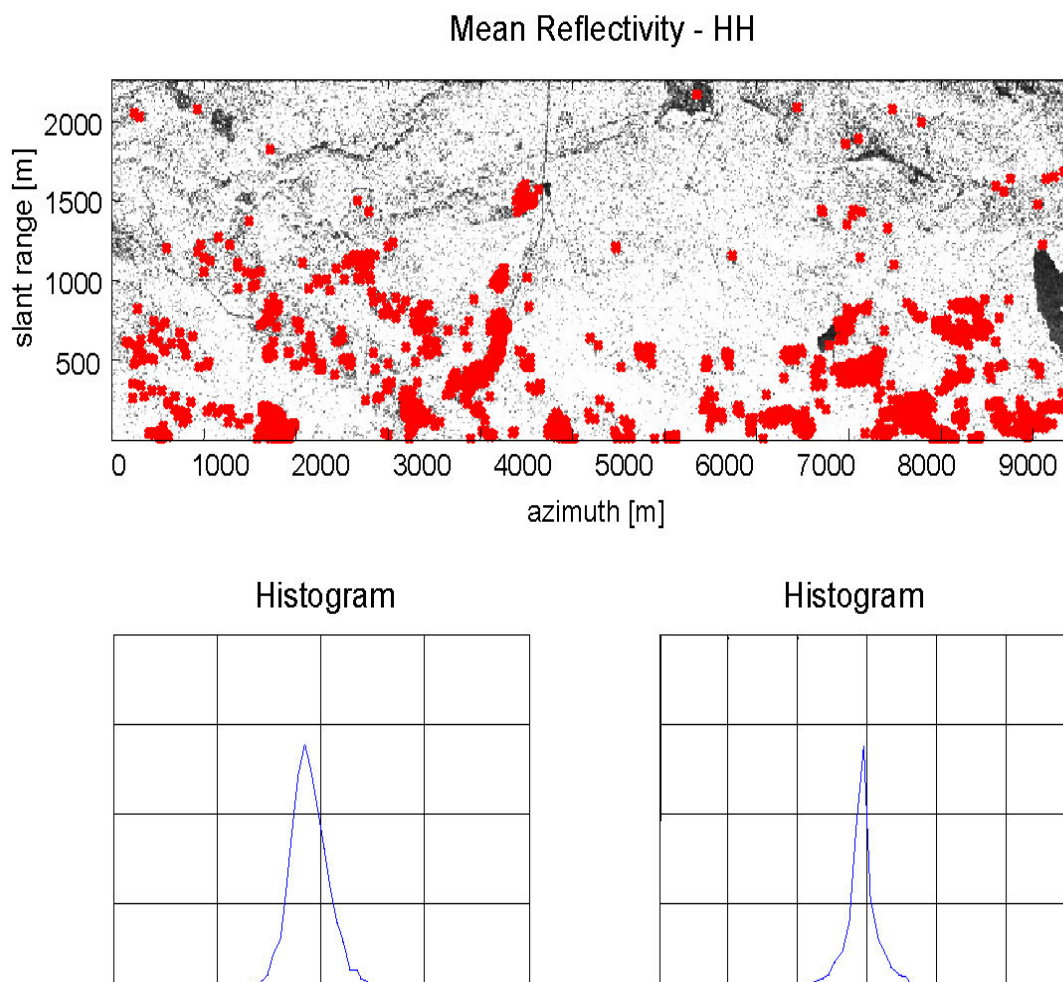 Mean Reflectivity - HH
2000
1500
1000
500
slant range [m]
0 1000 2000 3000 4000 5000 6000 7000 8000 9000
azimuth [m]
Histogram Histogram